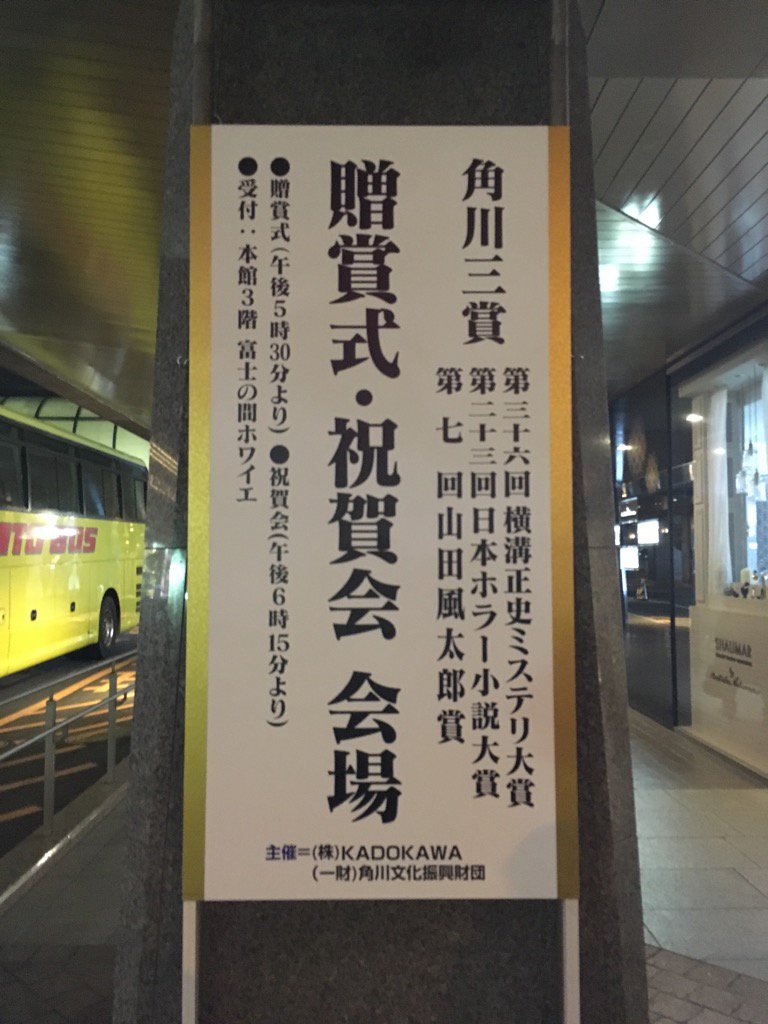 角川三賞
第三十六回横溝正史ミステリ大賞
第二十三回日本ホラー小説大賞
第七回山田風太郎賞
贈賞式・祝賀会 会場
●贈賞式(午後5時30分より)●祝賀会(午後6時15分より)
●受付：本館3階 富士の間ホワイエ
主催=(株)KADOKAWA
(一財)角川文化振興財団
BUS
SHALIMAR